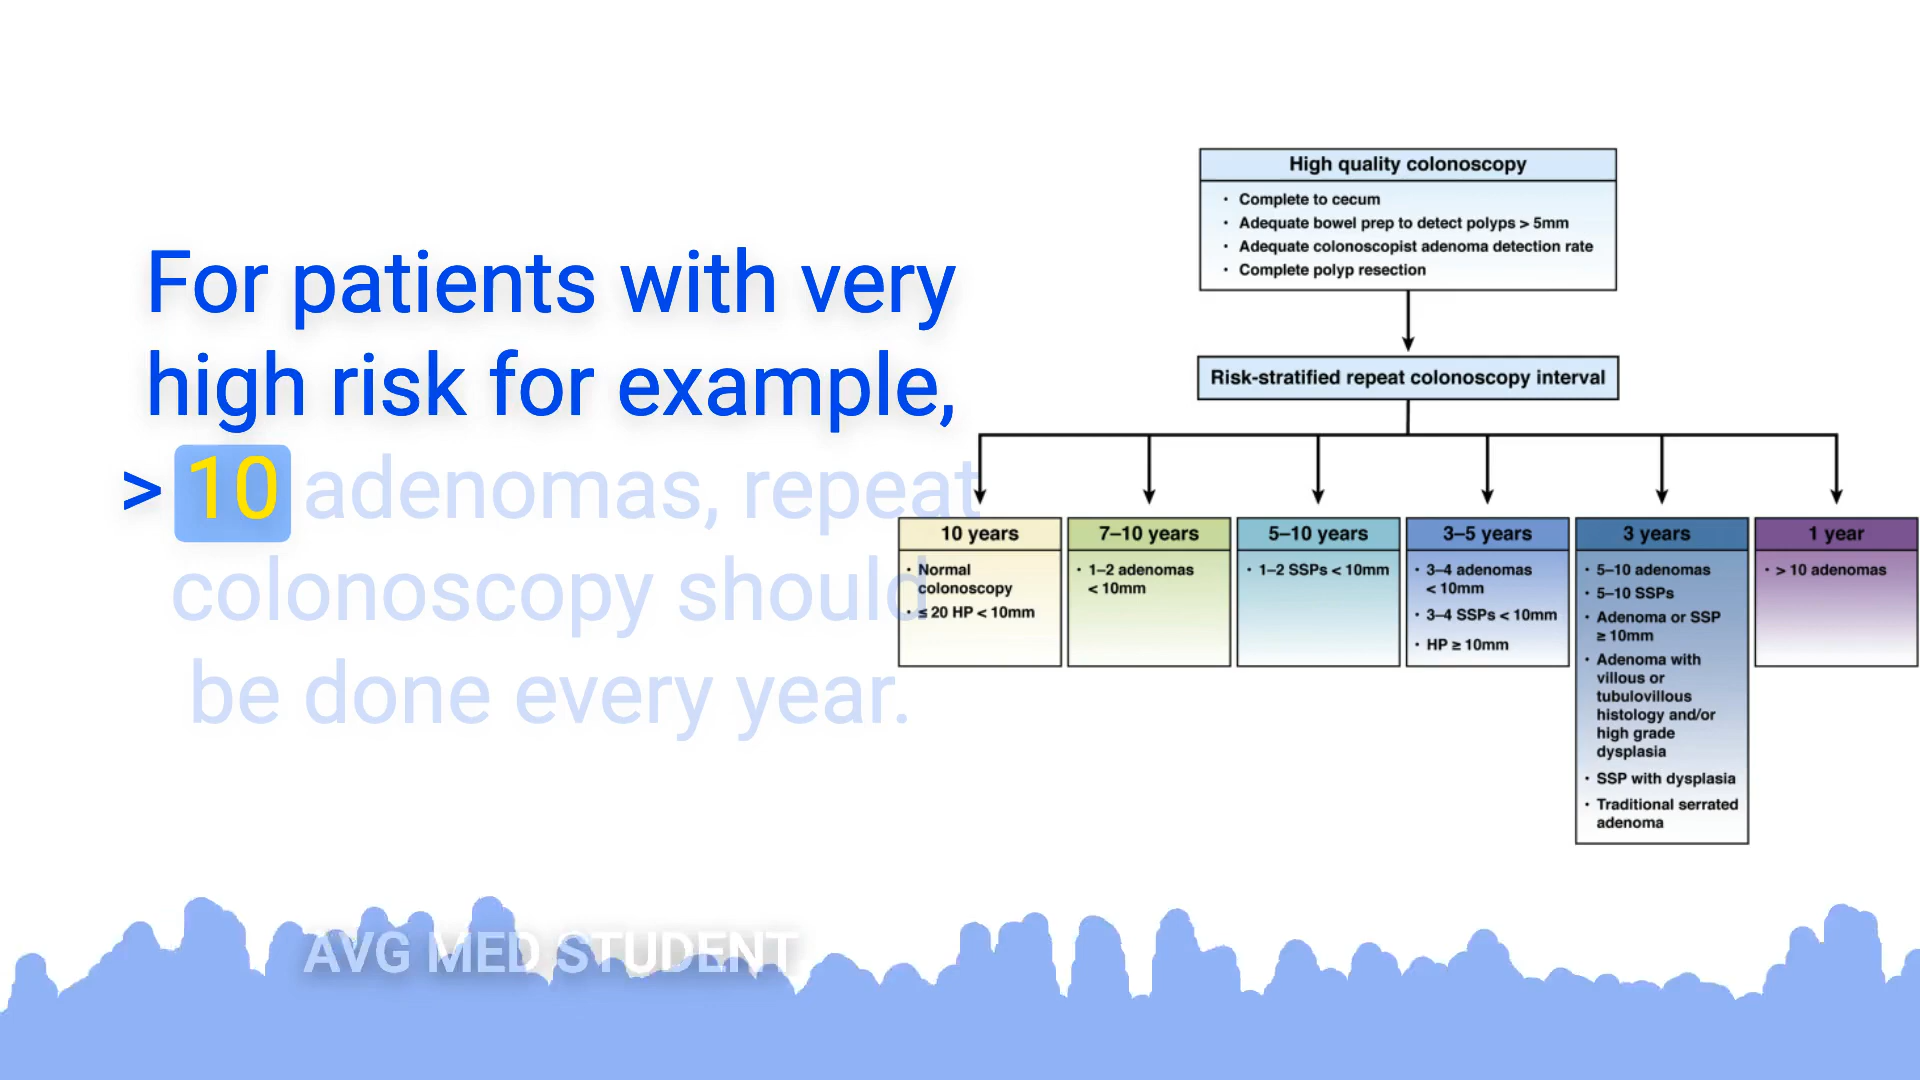 For patients with very
high risk for example,
> 10 adenomas, repeat
colonoscopy should
be done every year.
High quality colonoscopy
· Complete to cecum
· Adequate bowel prep to detect polyps > 5mm
· Adequate colonoscopist adenoma detection rate
· Complete polyp resection
Risk-stratified repeat colonoscopy interval
10 years
· Normal
colonoscopy
· ≤ 20 HP < 10mm
7–10 years
· 1–2 adenomas
< 10mm
5–10 years
· 1–2 SSPs < 10mm
3–5 years
· 3–4 adenomas
< 10mm
· 3–4 SSPs < 10mm
· HP ≥ 10mm
3 years
· 5–10 adenomas
· 5–10 SSPs
· Adenoma or SSP
≥ 10mm
· Adenoma with
villous or
tubulovillous
histology and/or
high grade
dysplasia
· SSP with dysplasia
· Traditional serrated
adenoma
1 year
· > 10 adenomas
AVG MED STUDENT